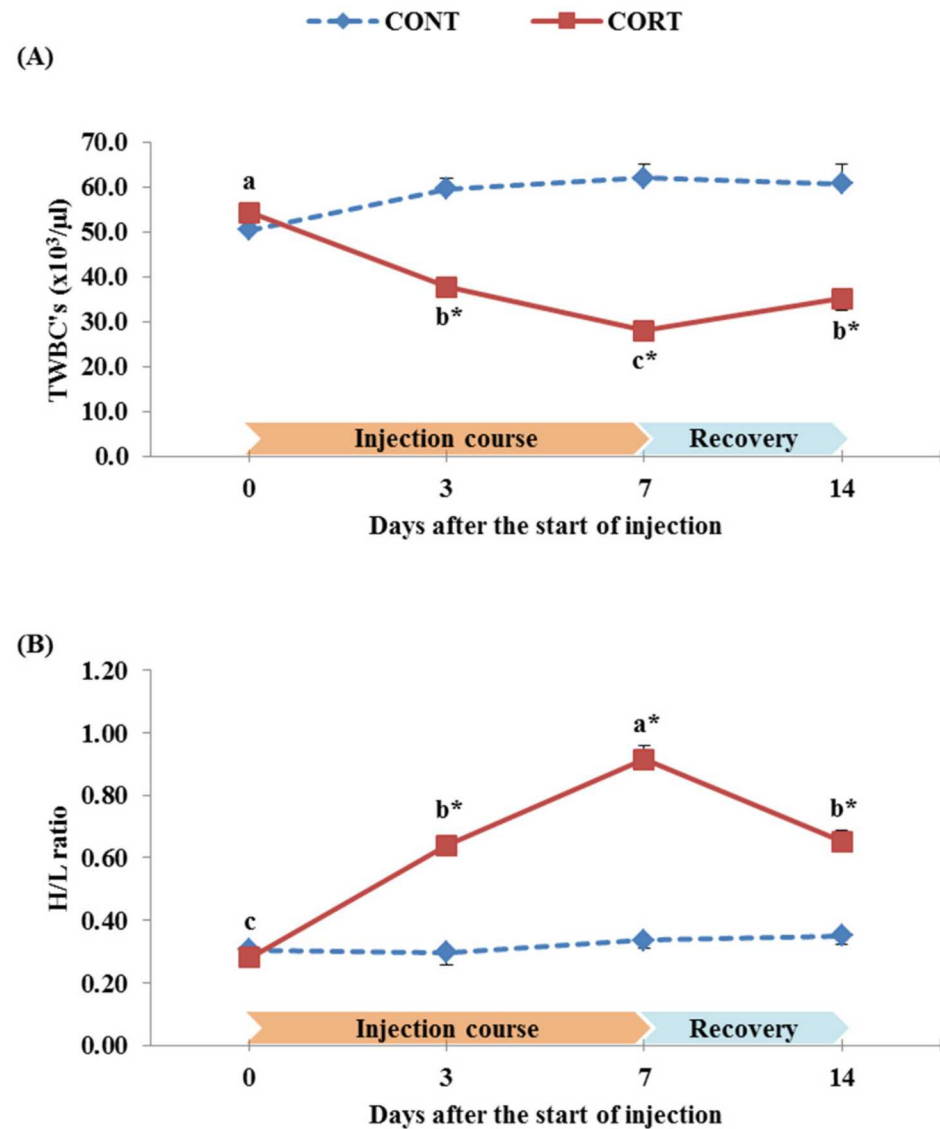 CONT CORT
(A)
70.0
60.0
50.0
40.0
30.0
20.0
10.0
0.0
TWBC's (x10³/µl)
a
b*
c*
b*
Injection course Recovery
0 3 7 14
Days after the start of injection
(B)
1.20
1.00
0.80
0.60
0.40
0.20
0.00
H/L ratio
c
b*
a*
b*
Injection course Recovery
0 3 7 14
Days after the start of injection